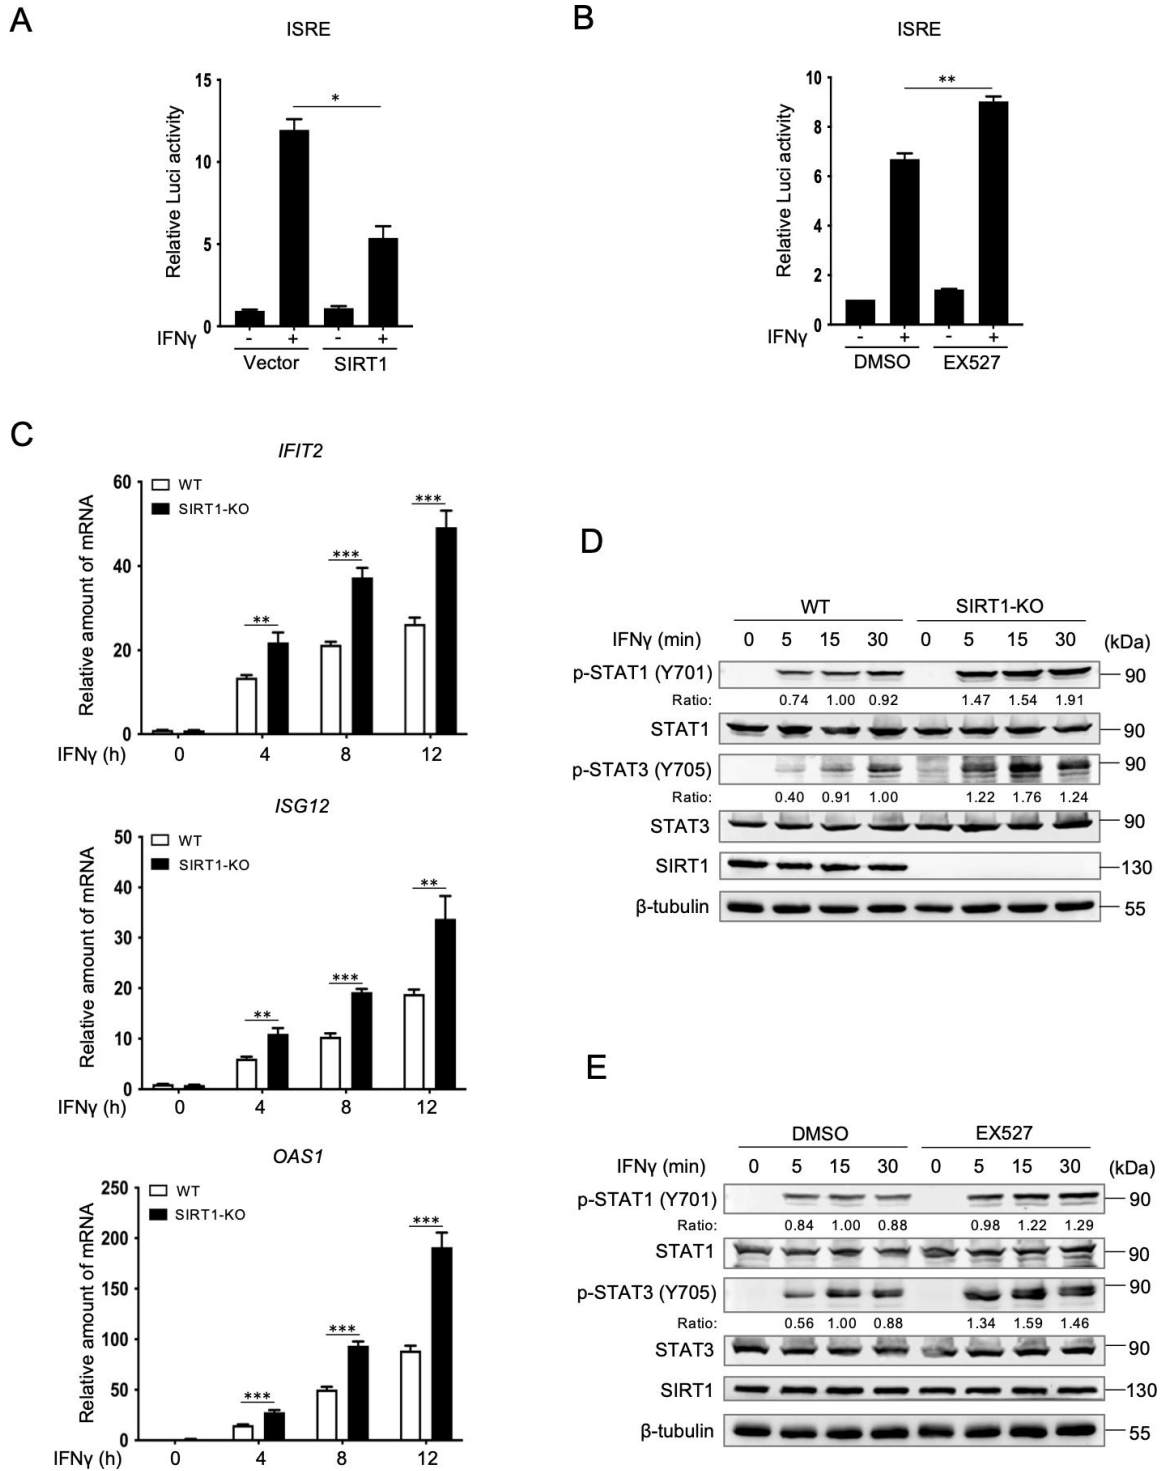 A
ISRE
Relative Luci activity
15
10
5
0
*
IFNγ - + - +
Vector SIRT1
B
ISRE
Relative Luci activity
10
8
6
4
2
0
**
IFNγ - + - +
DMSO EX527
C
IFIT2
Relative amount of mRNA
WT
SIRT1-KO
60
40
20
0
** *** ***
IFNγ (h) 0 4 8 12
ISG12
Relative amount of mRNA
WT
SIRT1-KO
50
40
30
20
10
0
** *** **
IFNγ (h) 0 4 8 12
OAS1
Relative amount of mRNA
WT
SIRT1-KO
250
200
150
100
50
0
*** *** ***
IFNγ (h) 0 4 8 12
D
WT SIRT1-KO
IFNγ (min) 0 5 15 30 0 5 15 30 (kDa)
p-STAT1 (Y701) 90
Ratio: 0.74 1.00 0.92 1.47 1.54 1.91
STAT1 90
p-STAT3 (Y705) 90
Ratio: 0.40 0.91 1.00 1.22 1.76 1.24
STAT3 90
SIRT1 130
β-tubulin 55
E
DMSO EX527
IFNγ (min) 0 5 15 30 0 5 15 30 (kDa)
p-STAT1 (Y701) 90
Ratio: 0.84 1.00 0.88 0.98 1.22 1.29
STAT1 90
p-STAT3 (Y705) 90
Ratio: 0.56 1.00 0.88 1.34 1.59 1.46
STAT3 90
SIRT1 130
β-tubulin 55